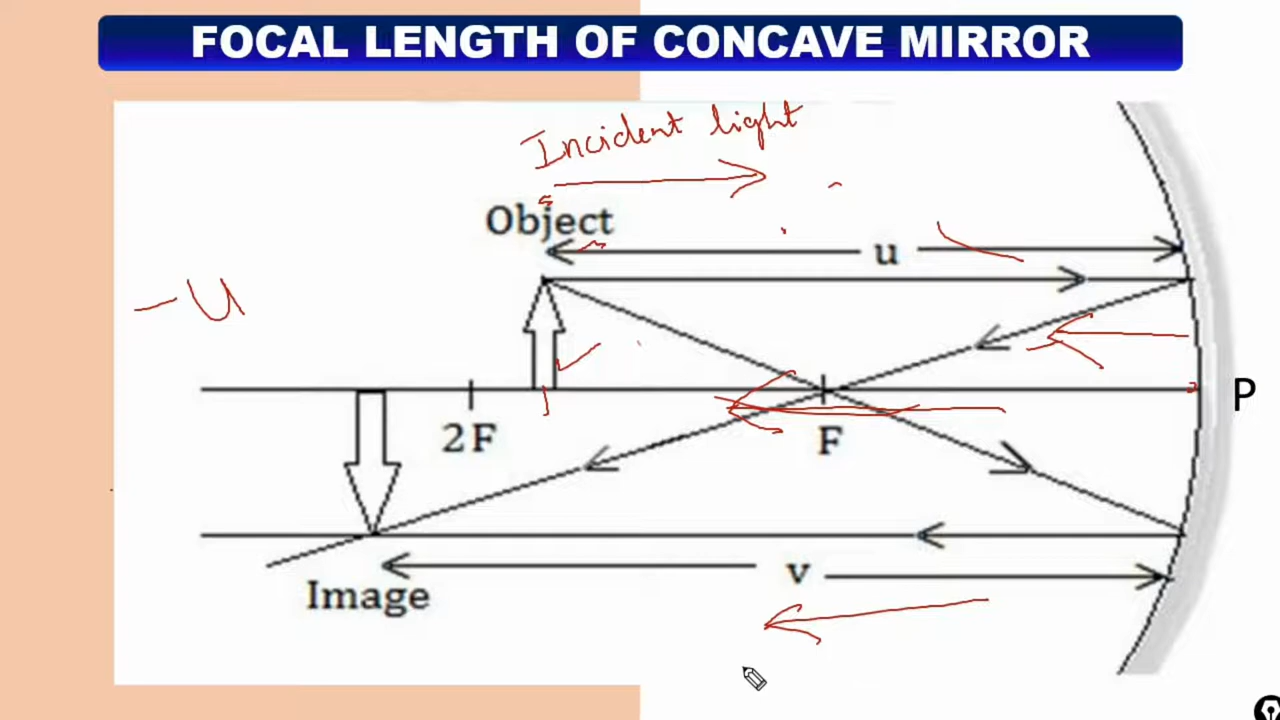 FOCAL LENGTH OF CONCAVE MIRROR
Incident light
Object
u
-u
P
2F
F
v
Image